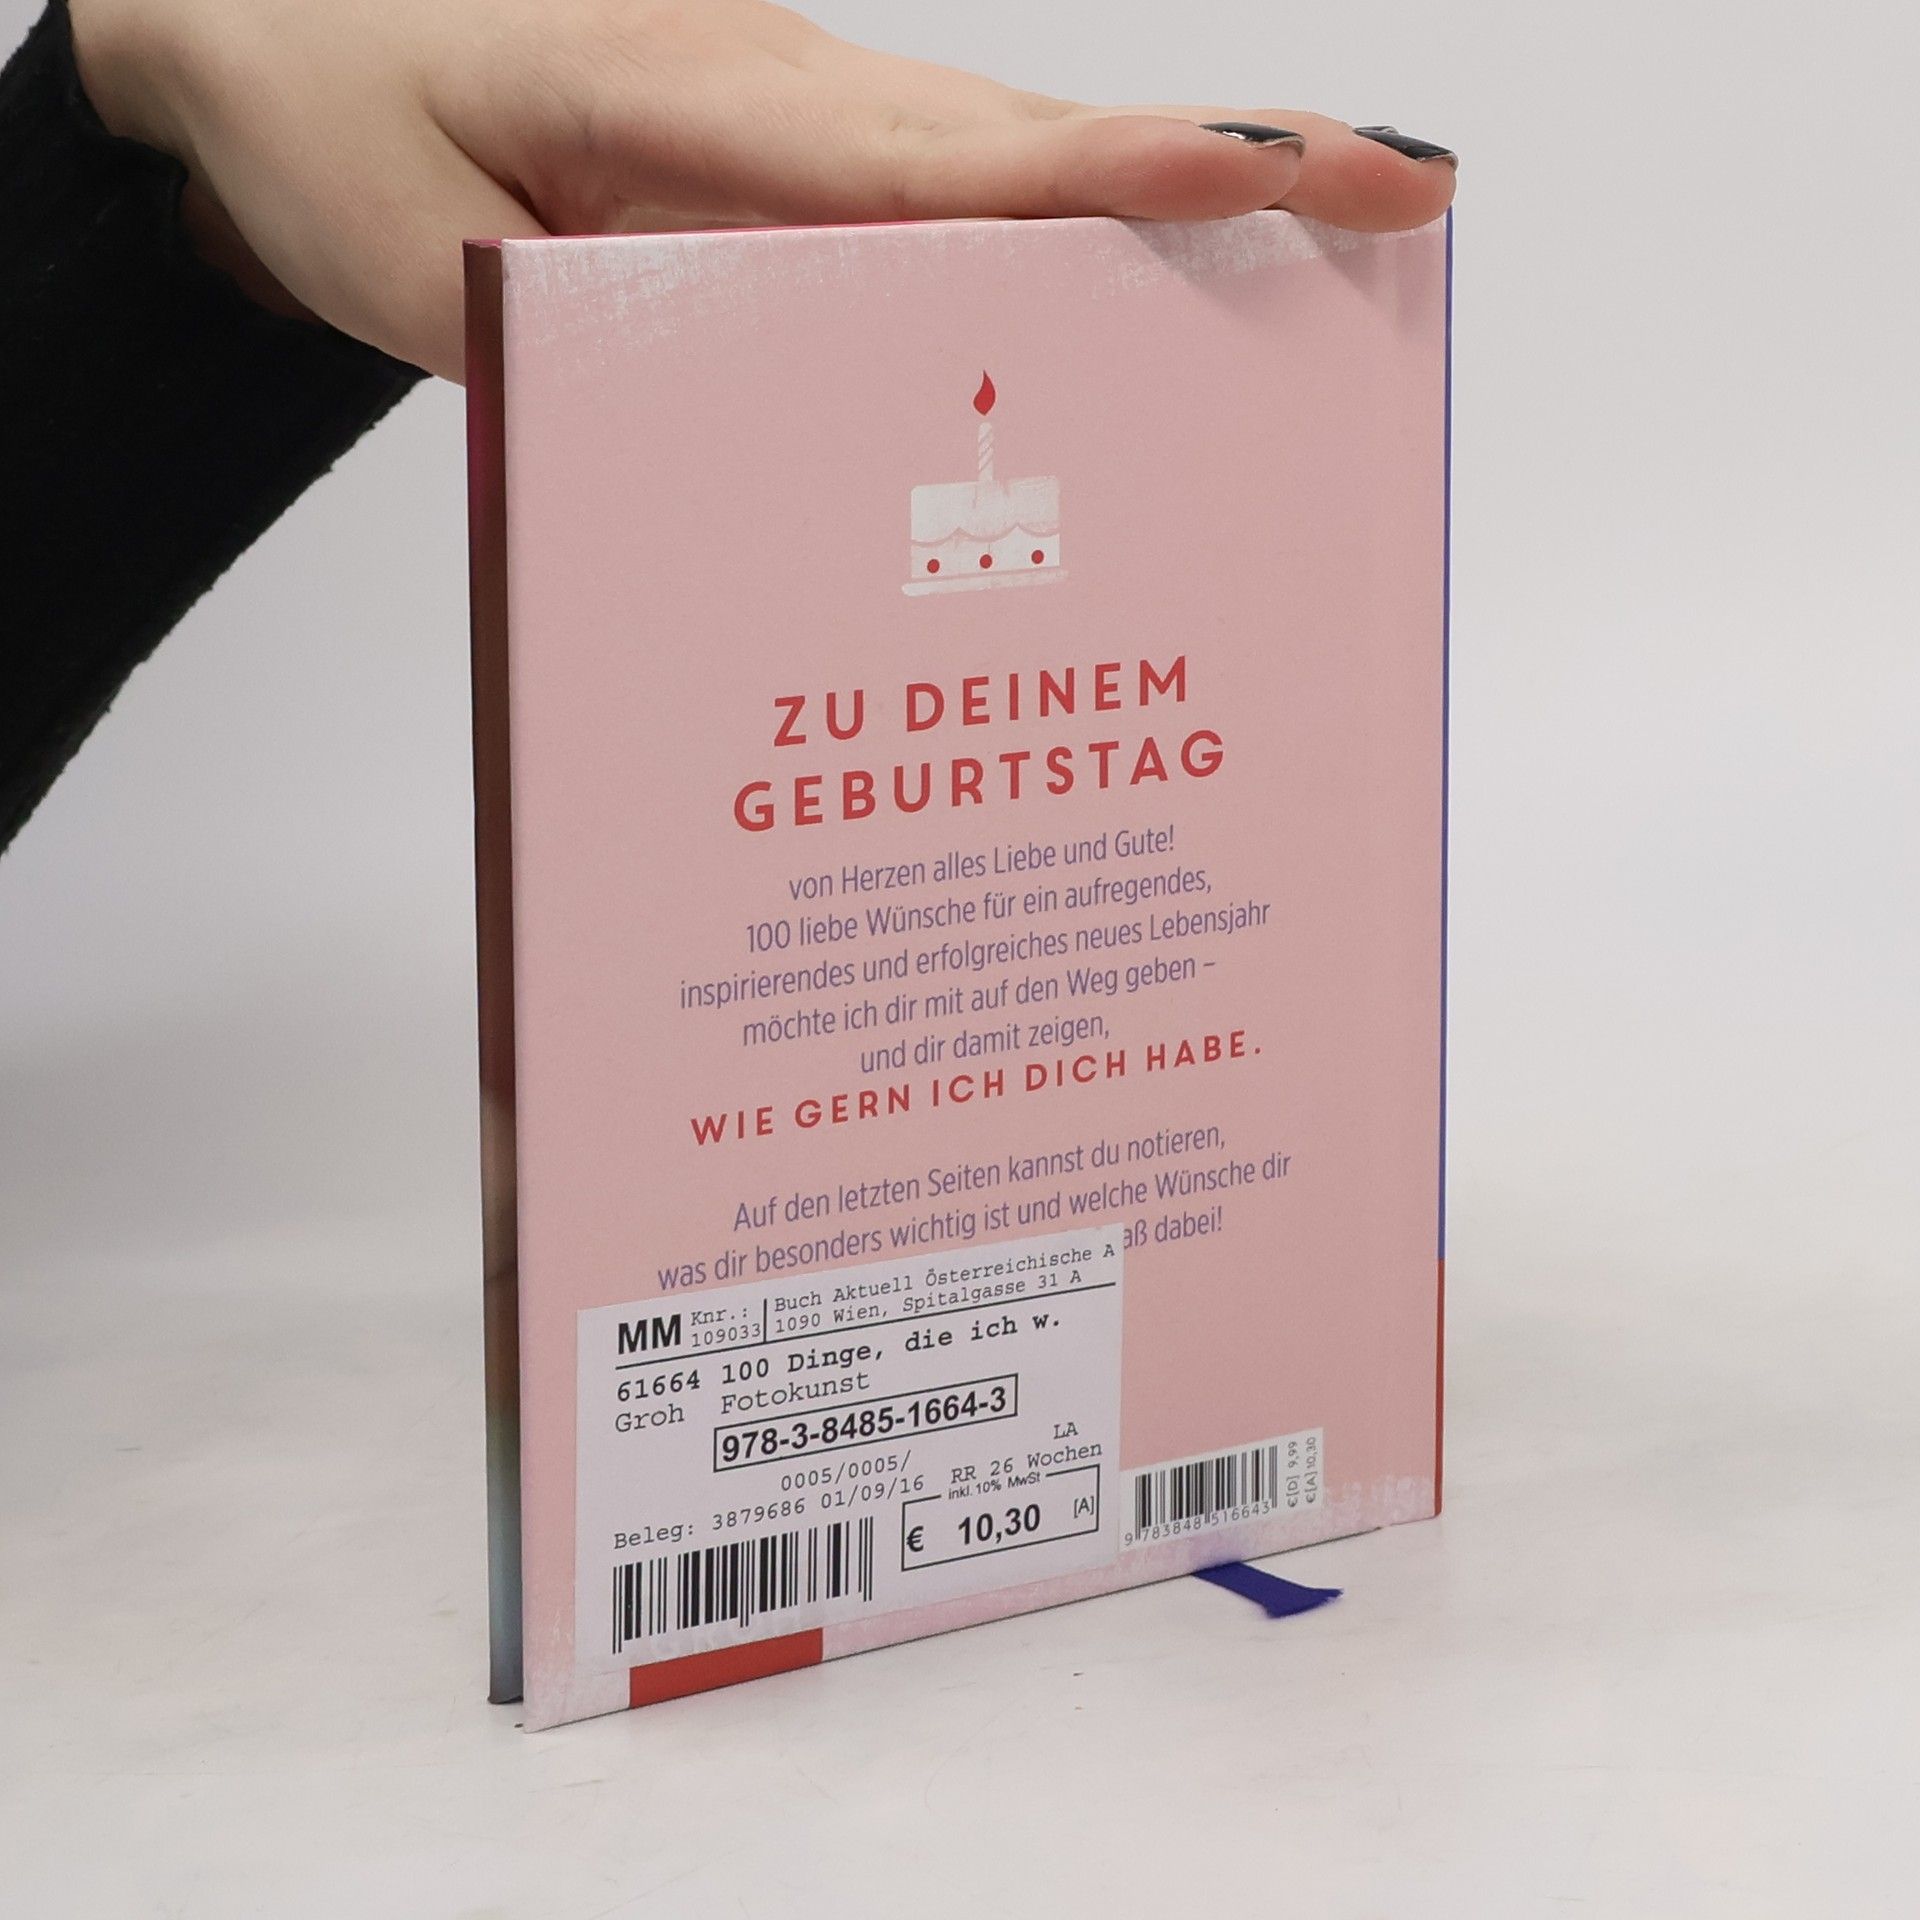 ZU DEINEM
GEBURTSTAG
von Herzen alles Liebe und Gute!
100 liebe Wünsche für ein aufregendes,
inspirierendes und erfolgreiches neues Lebensjahr
möchte ich dir mit auf den Weg geben –
und dir damit zeigen,
WIE GERN ICH DICH HABE.
Auf den letzten Seiten kannst du notieren,
was dir besonders wichtig ist und welche Wünsche dir
dabei!
MM Knr.: 109033
Buch Aktuell Österreichische A
1090 Wien, Spitalgasse 31 A
61664 100 Dinge, die ich w.
Groh Fotokunst
978-3-8485-1664-3
0005/0005/ LA
Beleg: 3879686 01/09/16 RR 26 Wochen
inkl. 10% MwSt
€ 10,30 [A]
9 783848 516643
€[D] 9,99
€[A] 10,30